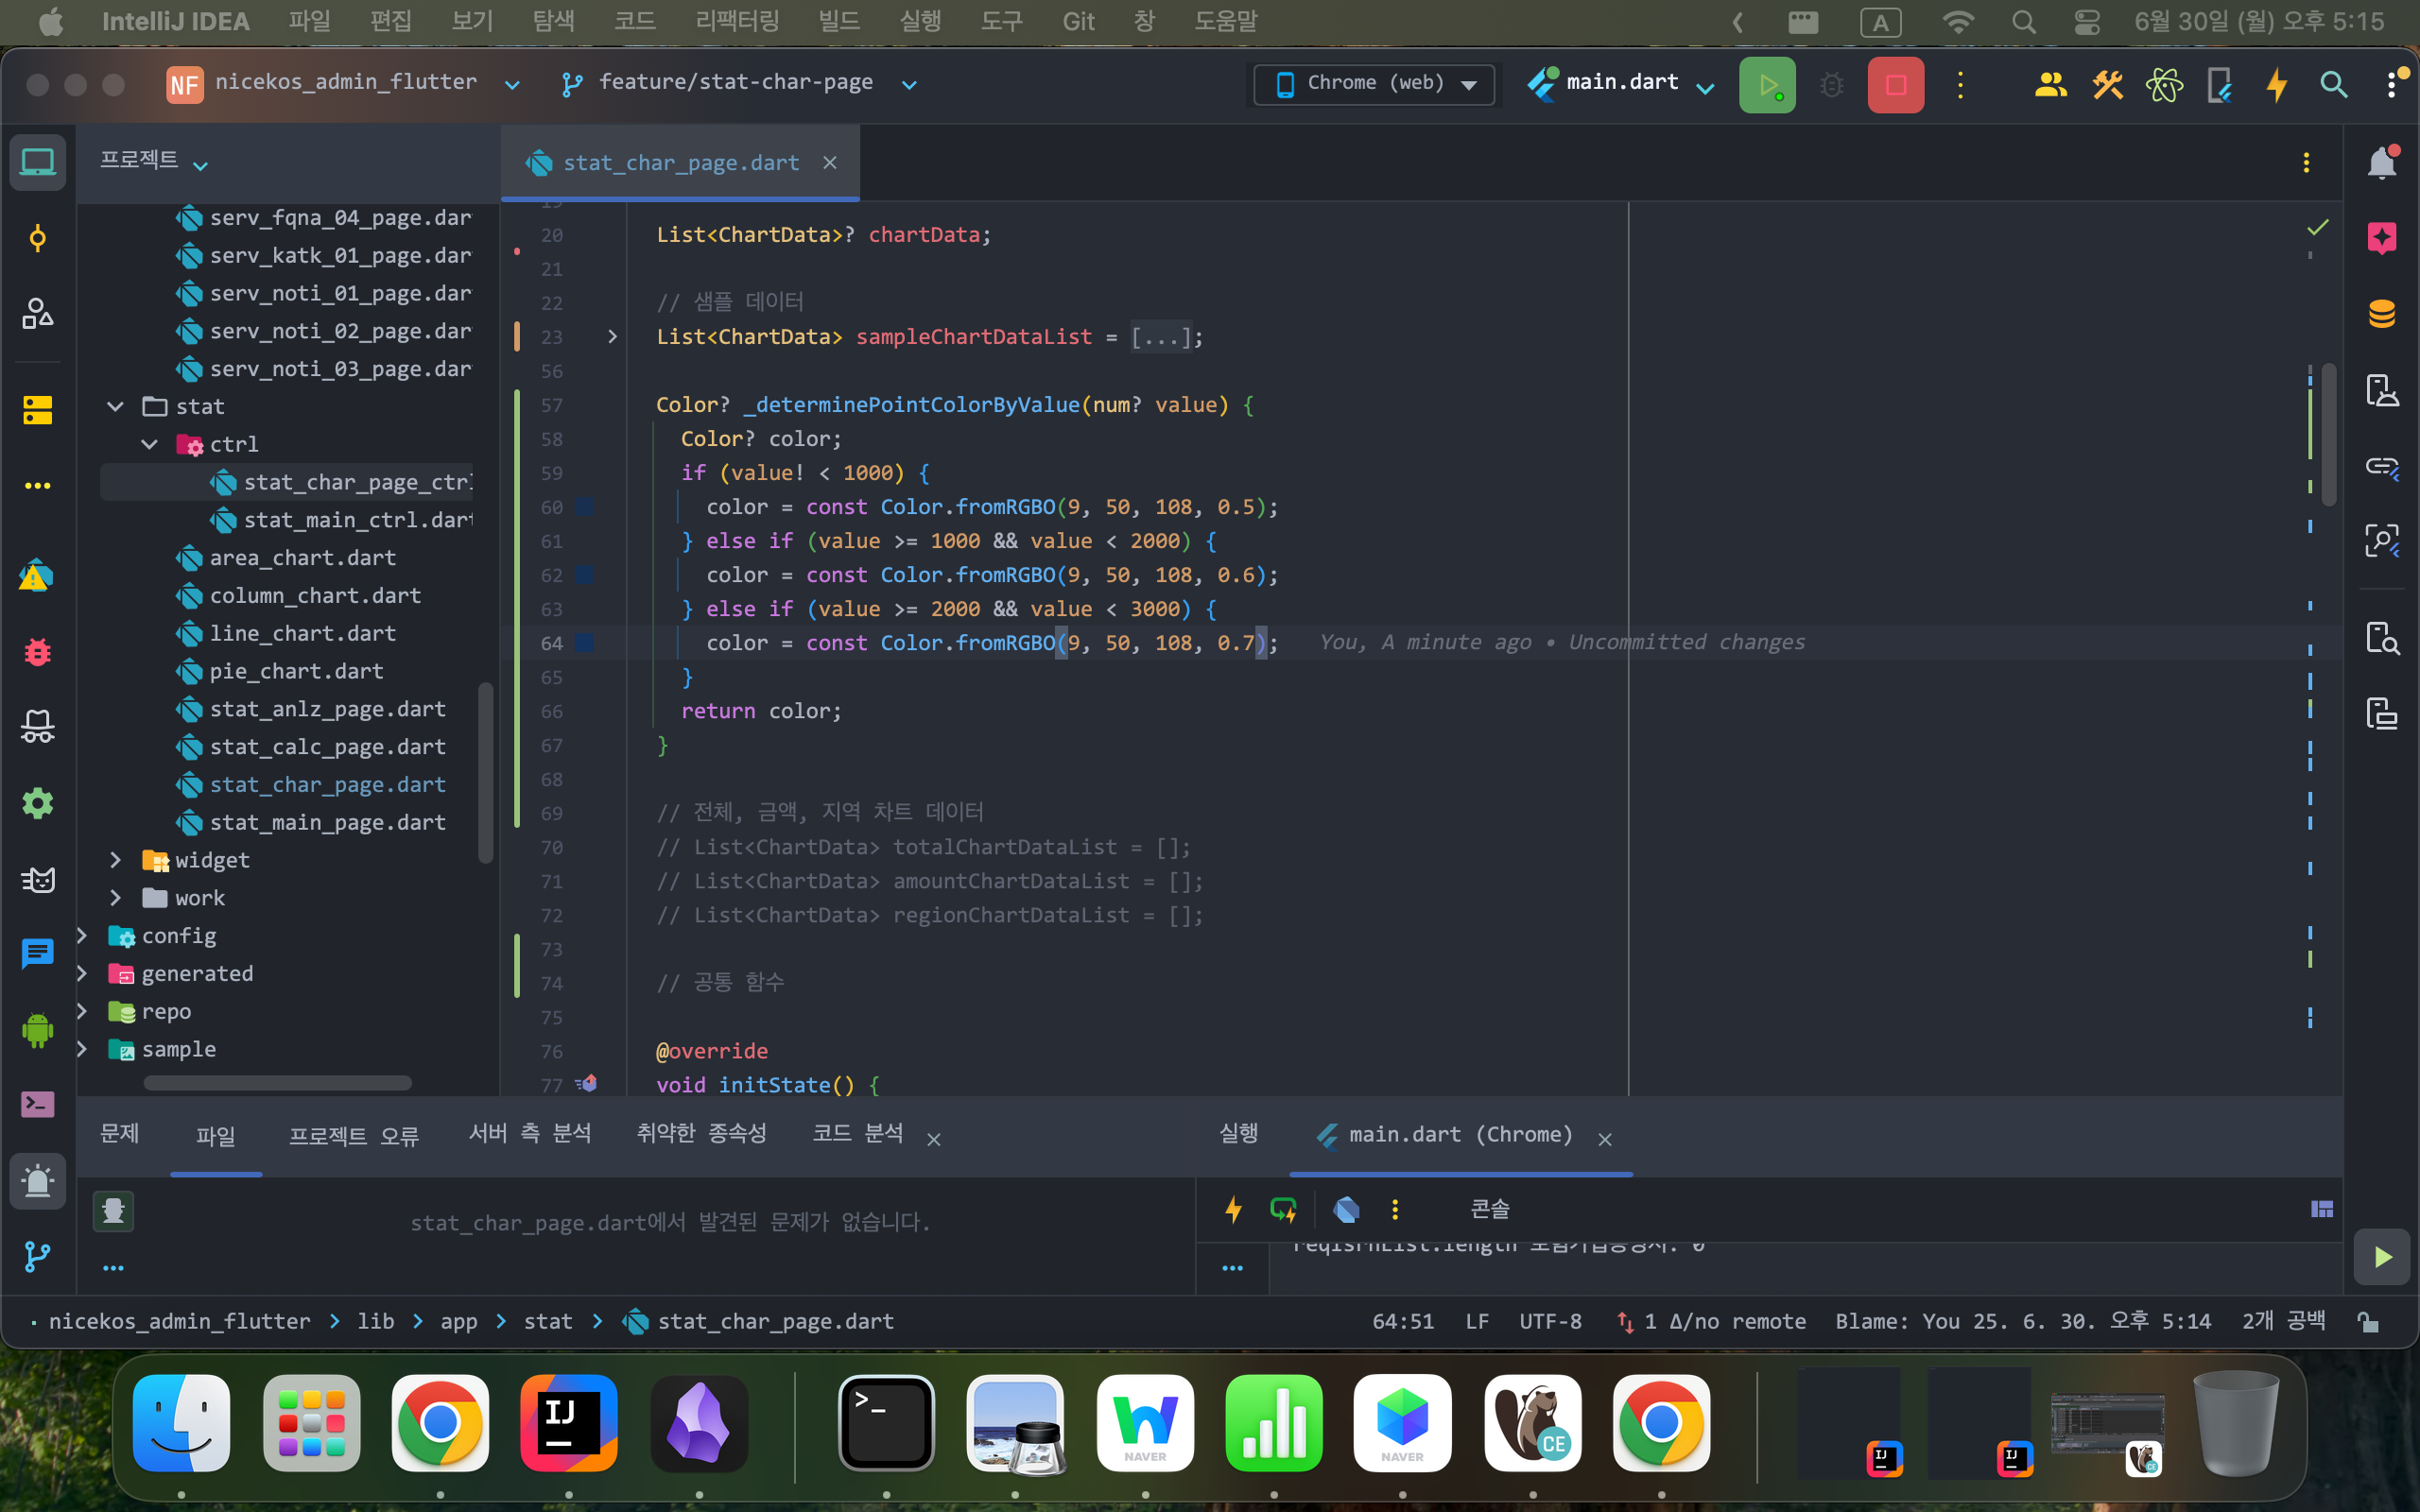 IntelliJ IDEA 파일 편집 보기 탐색 코드 리팩터링 빌드 실행 도구 Git 창 도움말 A 6월 30일 (월) 오후 5:15
NF nicekos_admin_flutter feature/stat-char-page Chrome (web) main.dart
프로젝트
stat_char_page.dart
serv_fqna_04_page.dar
serv_katk_01_page.dar
serv_noti_01_page.dar
serv_noti_02_page.dar
serv_noti_03_page.dar
stat
ctrl
stat_char_page_ctrl
stat_main_ctrl.dart
area_chart.dart
column_chart.dart
line_chart.dart
pie_chart.dart
stat_anlz_page.dart
stat_calc_page.dart
stat_char_page.dart
stat_main_page.dart
widget
work
config
generated
repo
sample
19
20 List<ChartData>? chartData;
21
22 // 샘플 데이터
23 List<ChartData> sampleChartDataList = [...];
56
57 Color? _determinePointColorByValue(num? value) {
58 Color? color;
59 if (value! < 1000) {
60 color = const Color.fromRGBO(9, 50, 108, 0.5);
61 } else if (value >= 1000 && value < 2000) {
62 color = const Color.fromRGBO(9, 50, 108, 0.6);
63 } else if (value >= 2000 && value < 3000) {
64 color = const Color.fromRGBO(9, 50, 108, 0.7); You, A minute ago • Uncommitted changes
65 }
66 return color;
67 }
68
69 // 전체, 금액, 지역 차트 데이터
70 // List<ChartData> totalChartDataList = [];
71 // List<ChartData> amountChartDataList = [];
72 // List<ChartData> regionChartDataList = [];
73
74 // 공통 함수
75
76 @override
77 void initState() {
문제 파일 프로젝트 오류 서버 측 분석 취약한 종속성 코드 분석
stat_char_page.dart에서 발견된 문제가 없습니다.
실행 main.dart (Chrome)
콘솔
nicekos_admin_flutter > lib > app > stat > stat_char_page.dart 64:51 LF UTF-8 1 Δ/no remote Blame: You 25. 6. 30. 오후 5:14 2개 공백
IJ
>_
NAVER
NAVER
CE
IJ
IJ